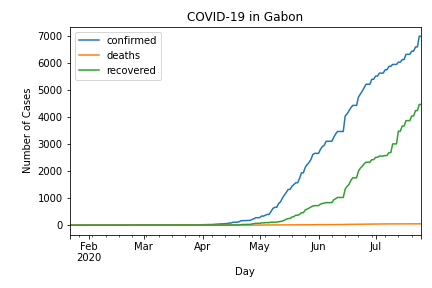 COVID-19 in Gabon
confirmed
deaths
recovered
Number of Cases
7000
6000
5000
4000
3000
2000
1000
0
Feb
2020
Mar
Apr
May
Jun
Jul
Day